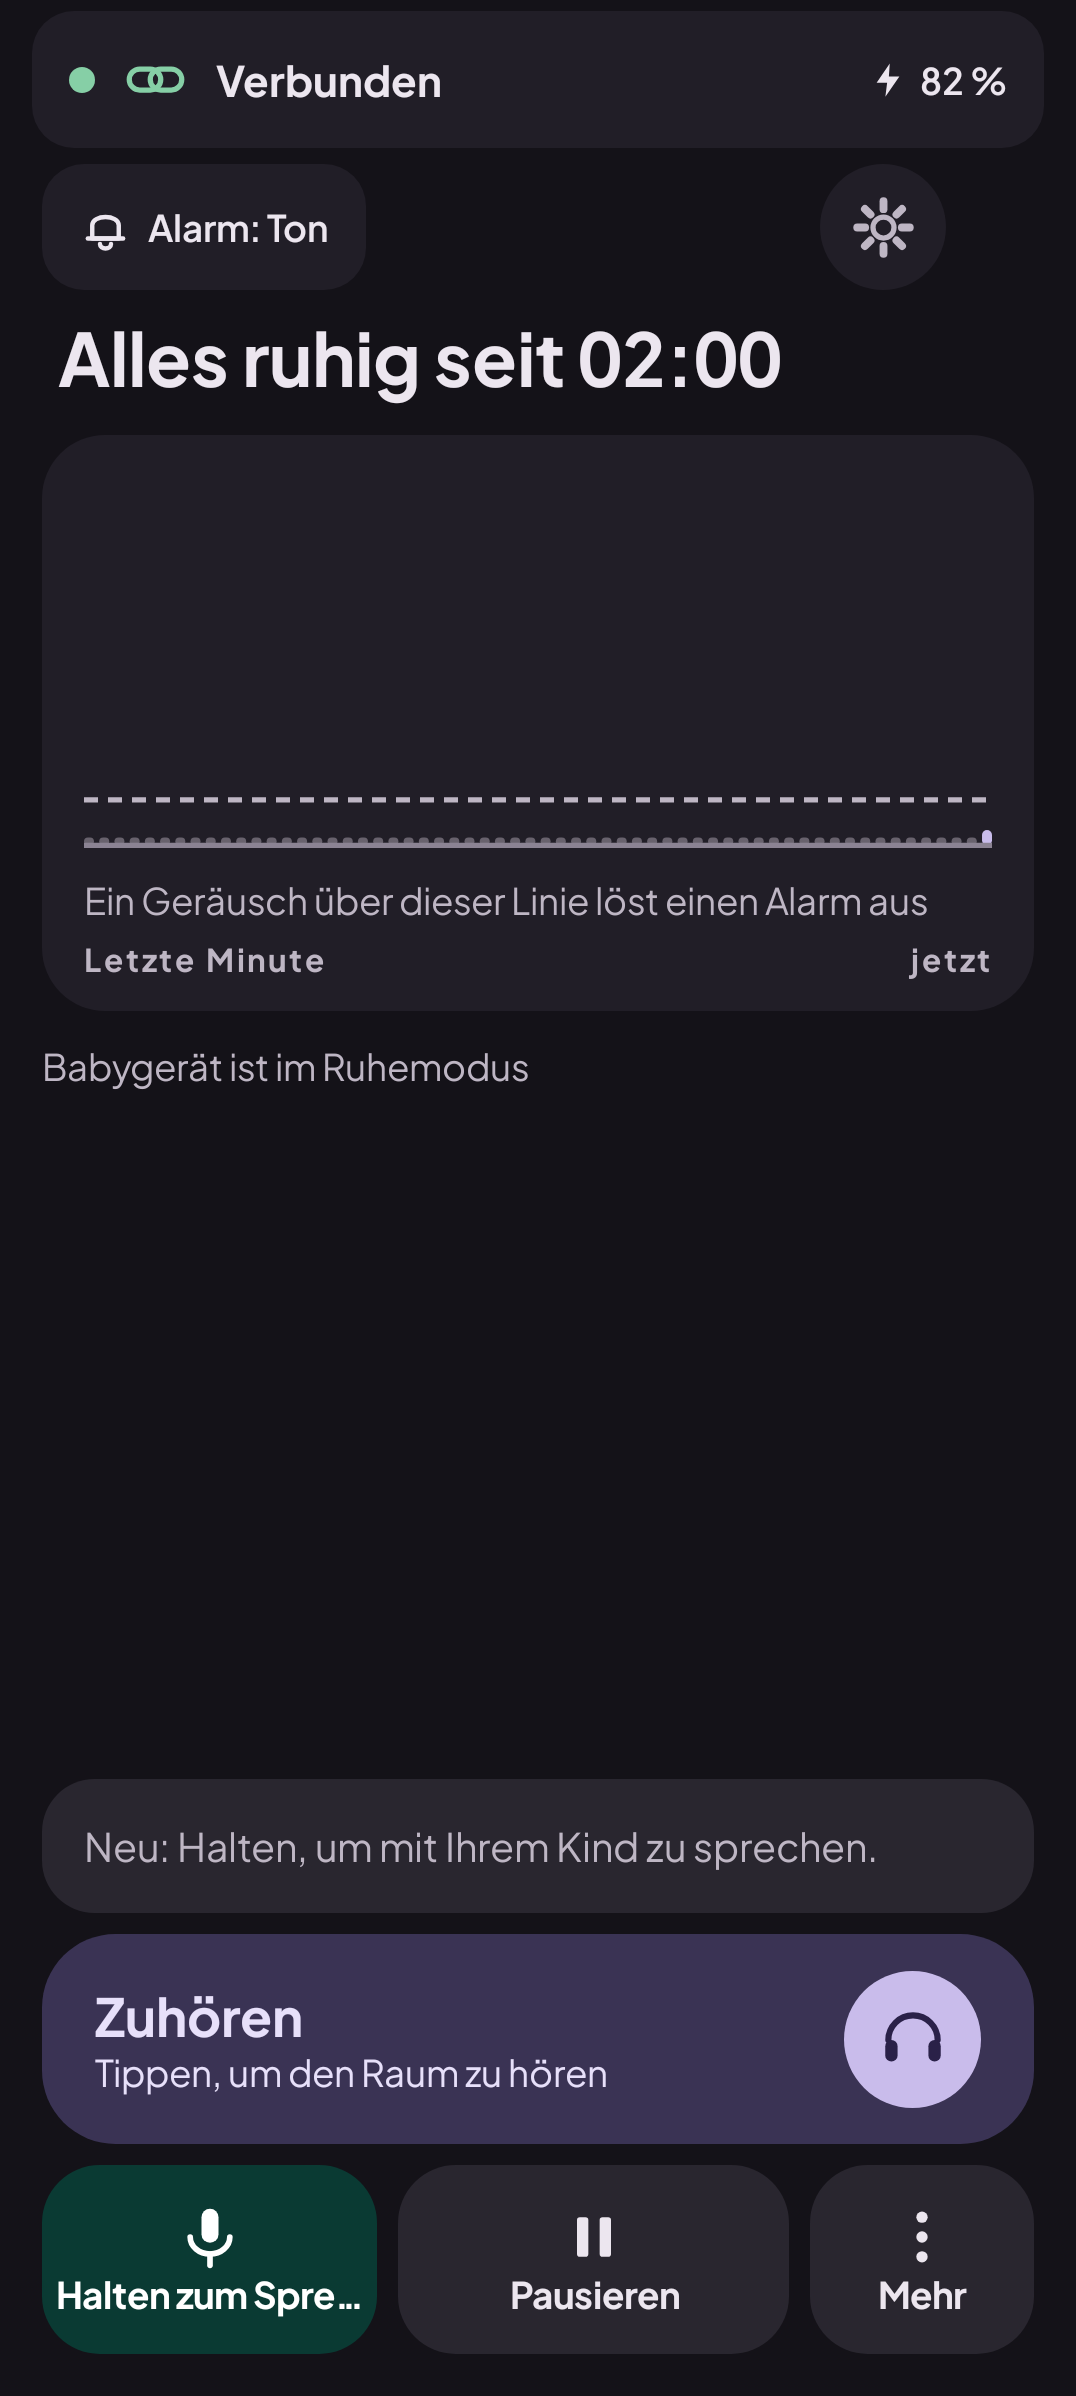 Verbunden
82 %
Alarm: Ton
Alles ruhig seit 02:00
Ein Geräusch über dieser Linie löst einen Alarm aus
Letzte Minute
jetzt
Babygerät ist im Ruhemodus
Neu: Halten, um mit Ihrem Kind zu sprechen.
Zuhören
Tippen, um den Raum zu hören
Halten zum Spre...
Pausieren
Mehr